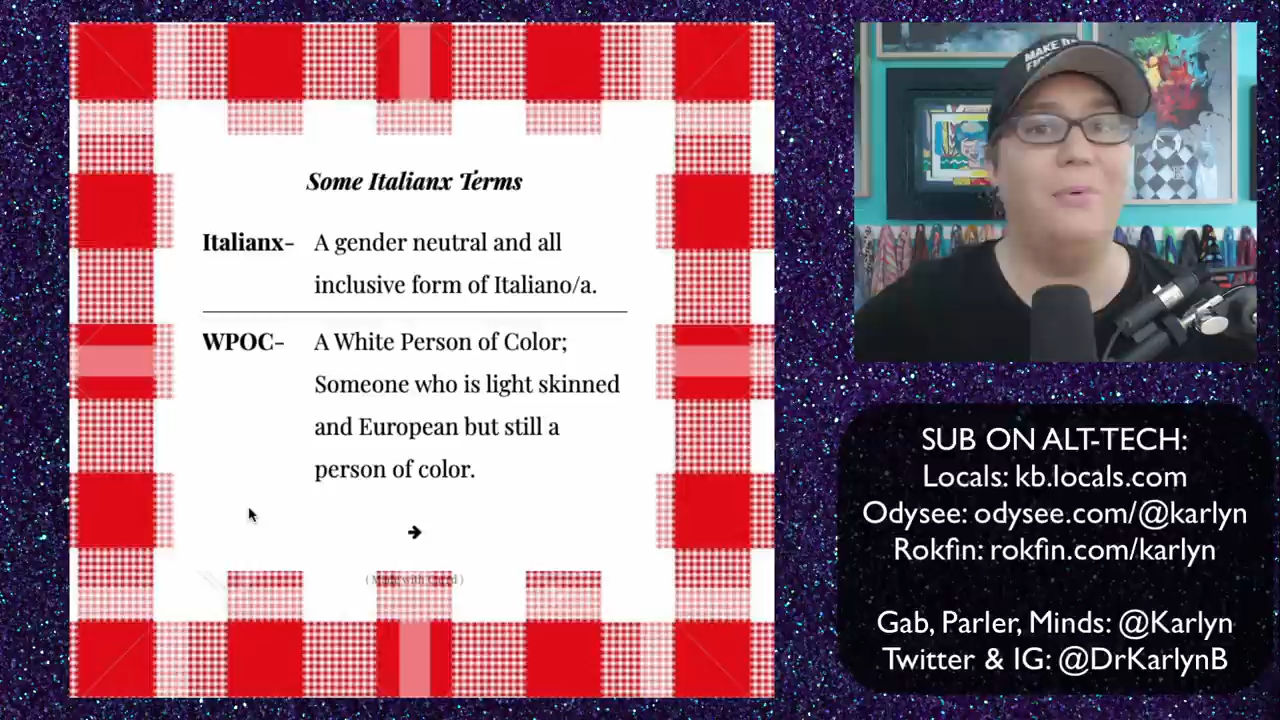 Some Italianx Terms
Italianx- A gender neutral and all
inclusive form of Italiano/a.
WPOC- A White Person of Color;
Someone who is light skinned
and European but still a
person of color.
MAKE
SUB ON ALT-TECH:
Locals: kb.locals.com
Odysee: odysee.com/@karlyn
Rokfin: rokfin.com/karlyn
Gab, Parler, Minds: @Karlyn
Twitter & IG: @DrKarlynB